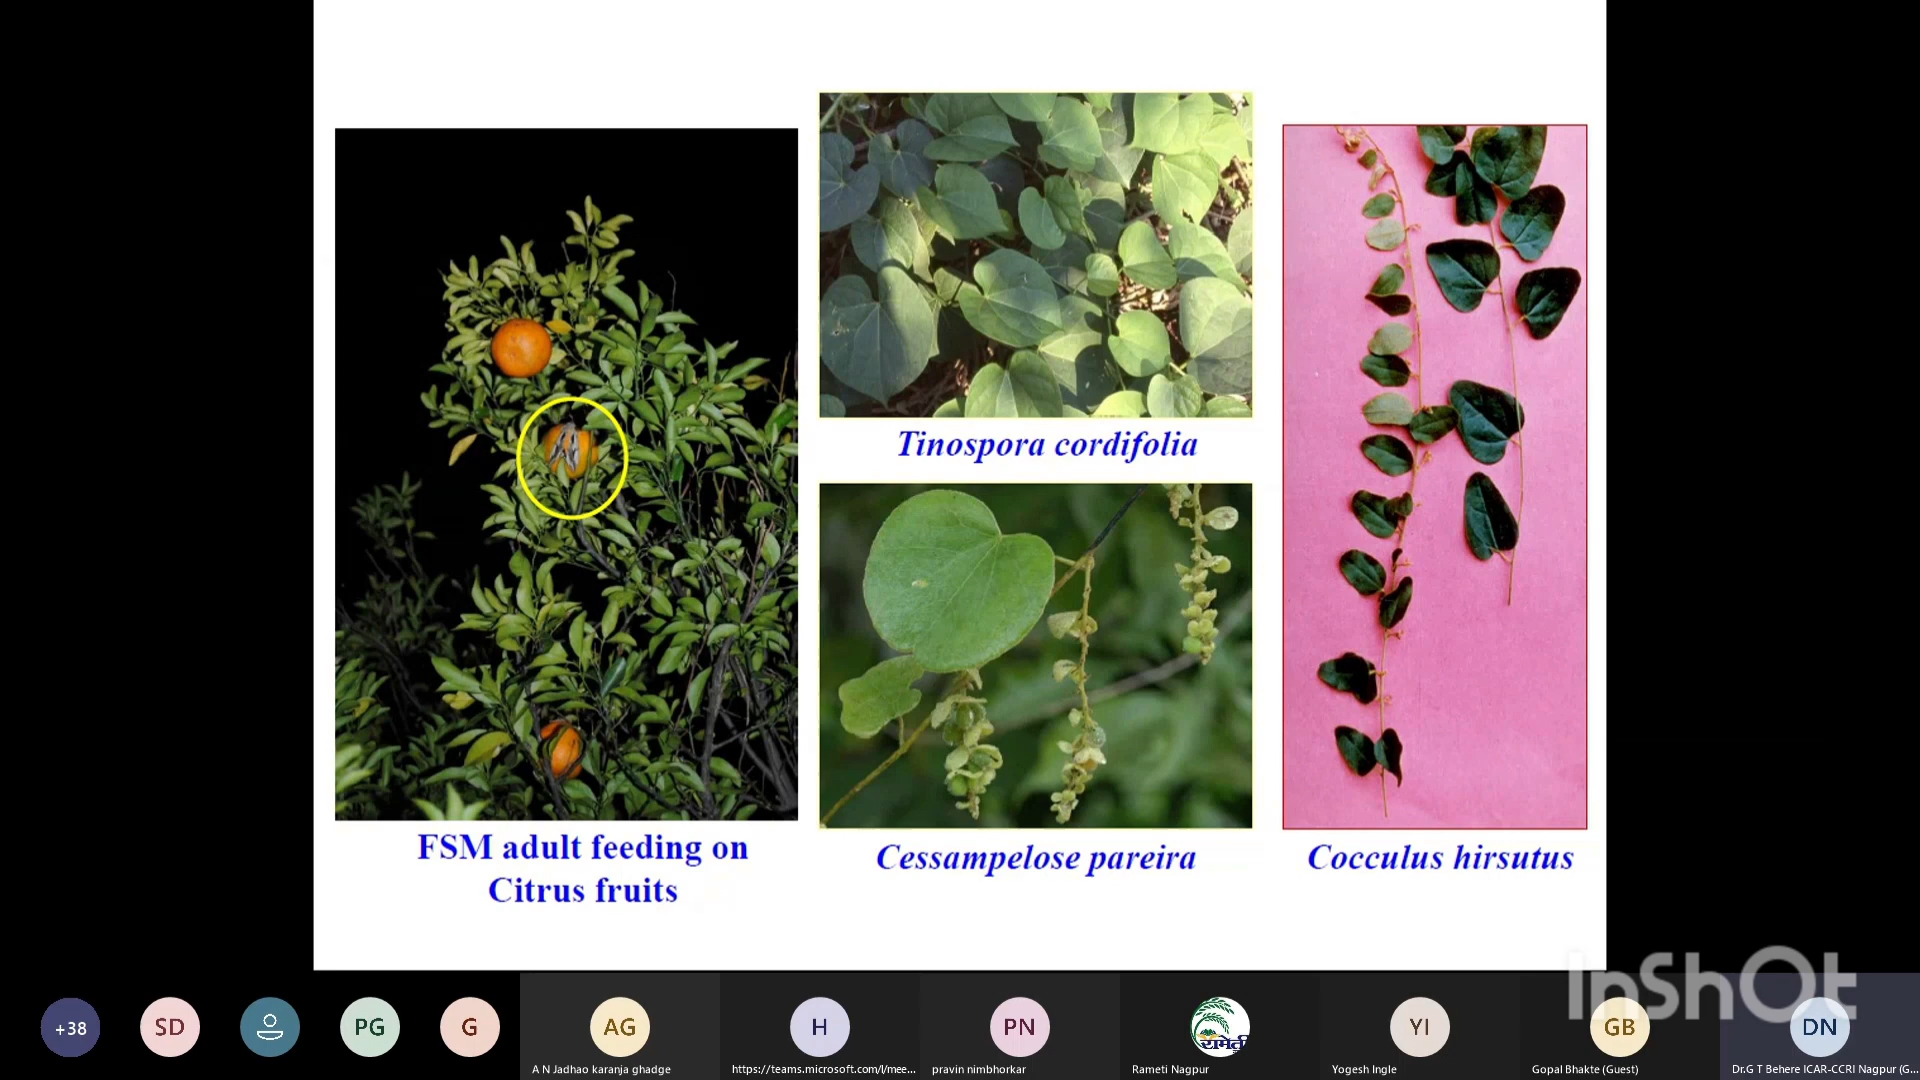 Tinospora cordifolia
FSM adult feeding on
Citrus fruits
Cessampelose pareira
Cocculus hirsutus
InShOt
+38
SD
PG
G
AG
H
PN
रामेती
YI
GB
DN
A N Jadhao karanja ghadge
https://teams.microsoft.com/l/mee...
pravin nimbhorkar
Rameti Nagpur
Yogesh Ingle
Gopal Bhakte (Guest)
Dr.G T Behere ICAR-CCRI Nagpur (G...